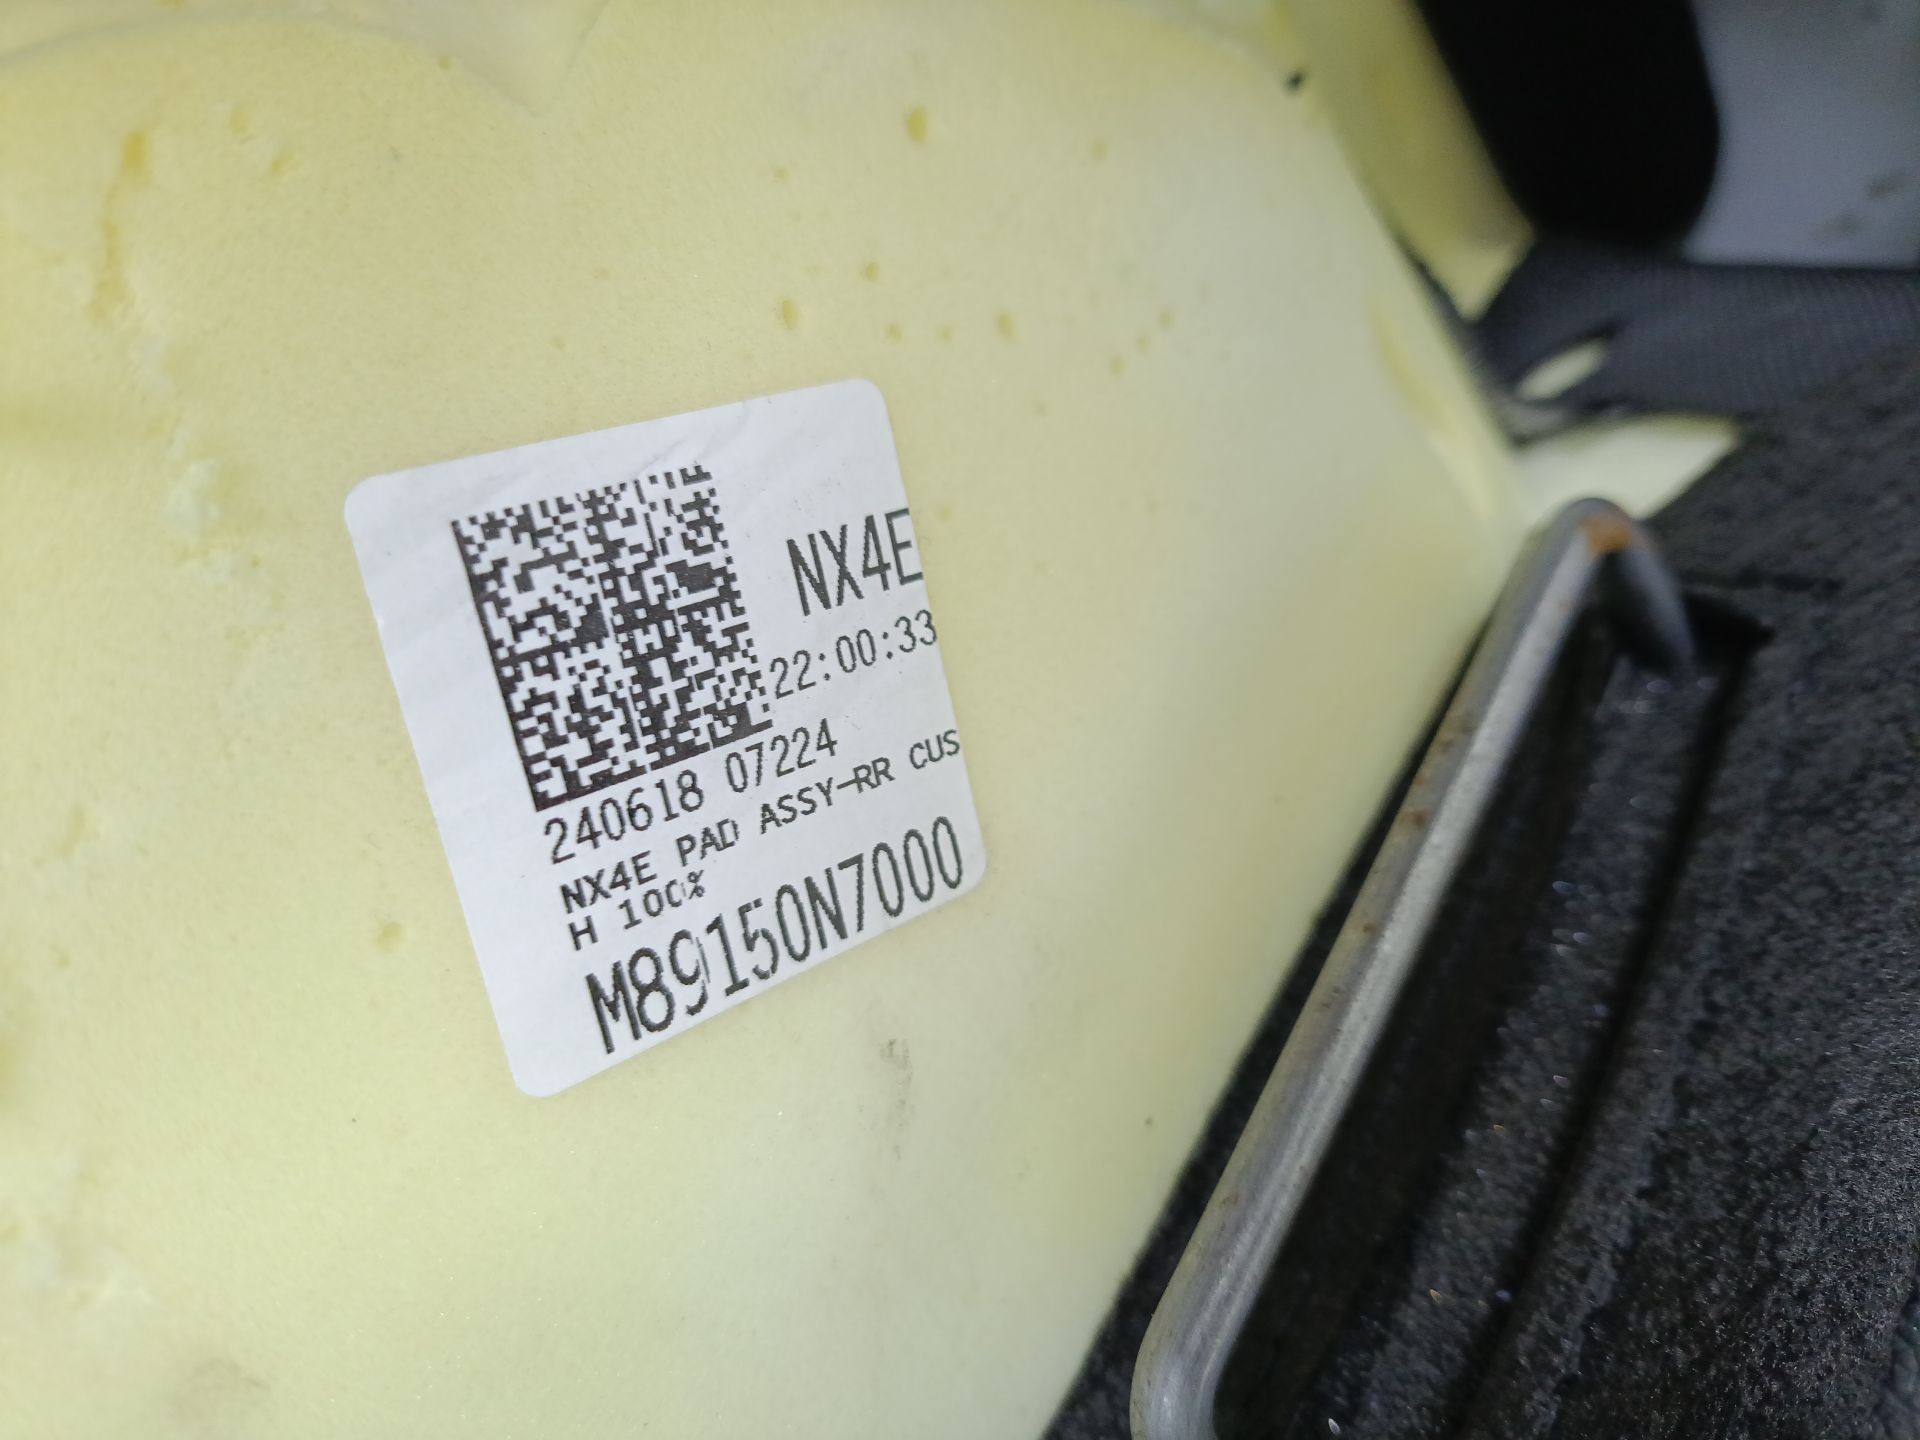 NX4E
22:00:33
240618 07224
NX4E PAD ASSY-RR CUS
H 100%
M89150N7000